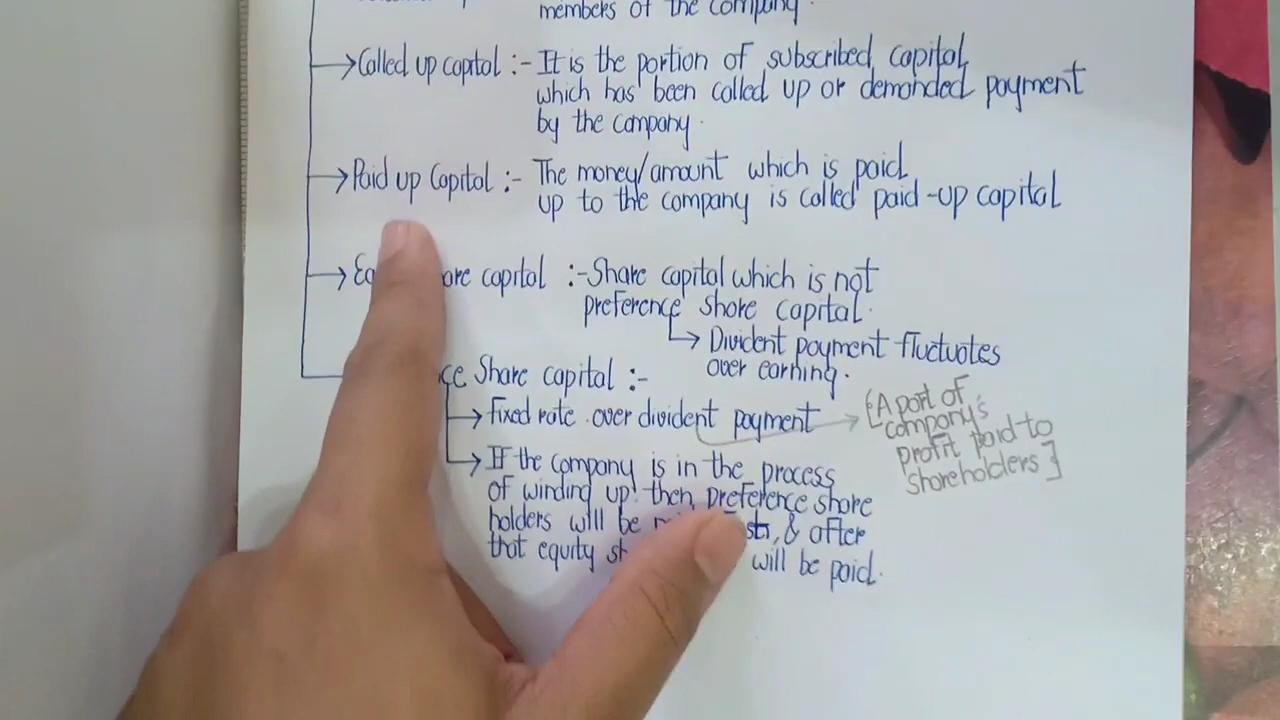 members of the company.
→ Called up capital :- It is the portion of subscribed capital
which has been called up or demanded payment
by the company.
→ Paid up Capital :- The money/amount which is paid
up to the company is called paid-up capital
→ share capital :- Share capital which is not
preference share capital.
→ Divident payment fluctuates
over earning.
Share capital :-
→ Fixed rate over divident payment → [A part of
company's
profit paid to
shareholders]
→ If the company is in the process
of winding up then preference share
holders will be & after
that equity will be paid.